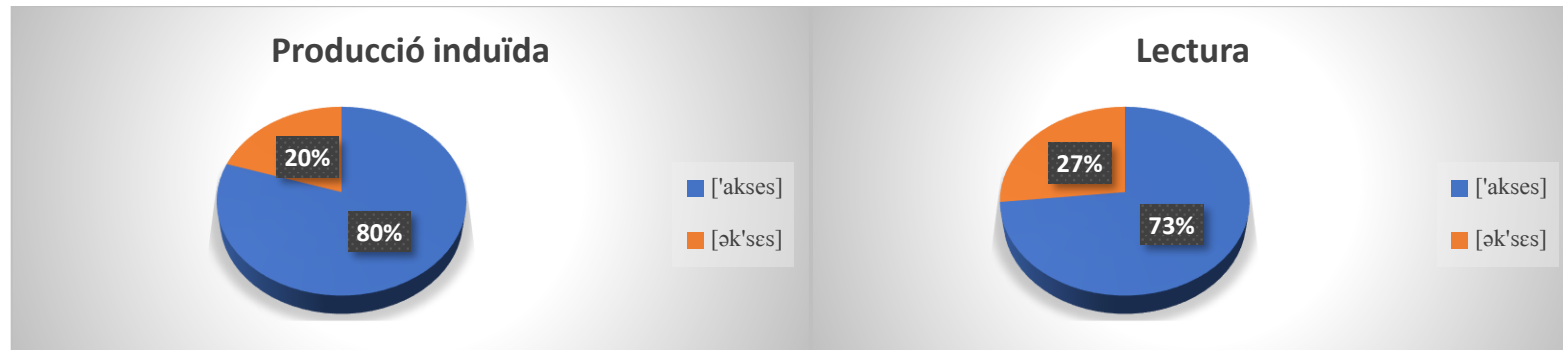 Producció induïda
20%
80%
['akses]
[ək'sɛs]
Lectura
27%
73%
['akses]
[ək'sɛs]